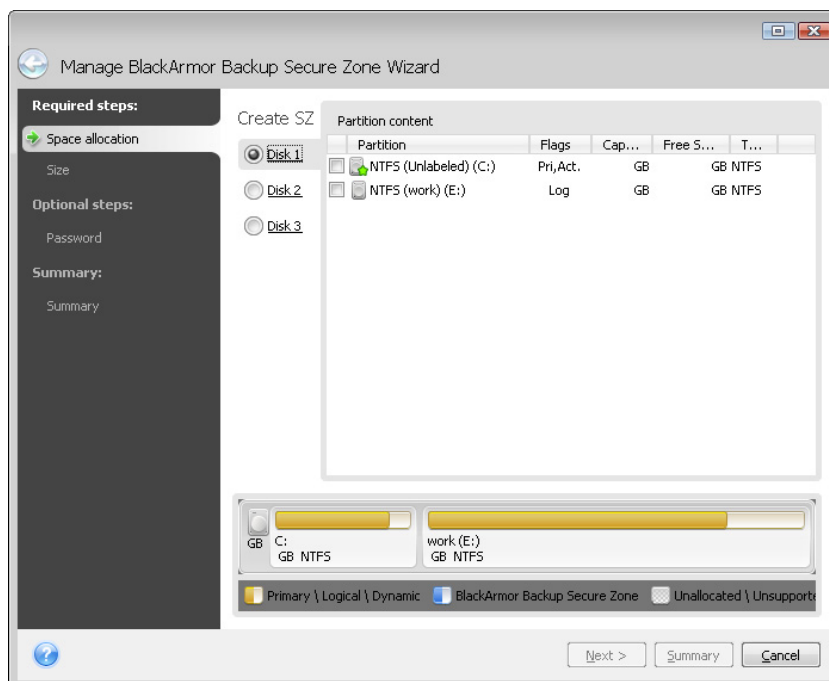 Manage BlackArmor Backup Secure Zone Wizard
Required steps:
Space allocation
Size
Optional steps:
Password
Summary:
Summary
Create SZ
Disk 1
Disk 2
Disk 3
Partition content
Partition Flags Cap... Free S... T...
NTFS (Unlabeled) (C:) Pri,Act. GB GB NTFS
NTFS (work) (E:) Log GB GB NTFS
GB
C:
GB NTFS
work (E:)
GB NTFS
Primary \ Logical \ Dynamic BlackArmor Backup Secure Zone Unallocated \ Unsupporte
?
Next > Summary Cancel